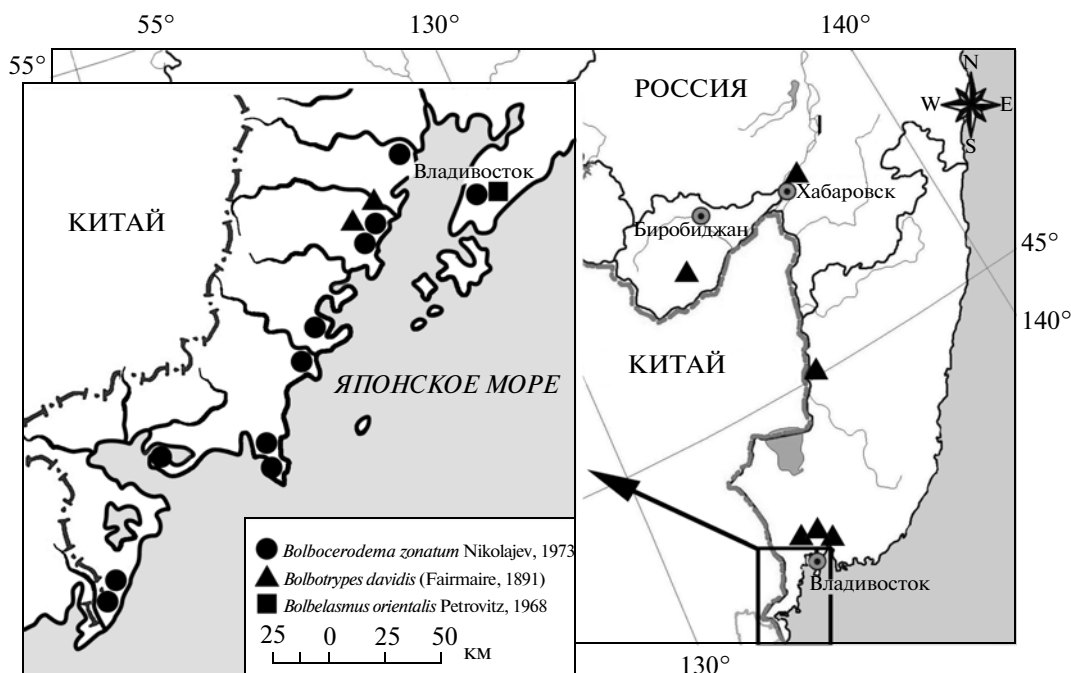 55°
130°
140°
55°
РОССИЯ
N
W E
S
Владивосток
Хабаровск
КИТАЙ
Биробиджан
45°
140°
КИТАЙ
ЯПОНСКОЕ МОРЕ
Bolbocerodema zonatum Nikolajev, 1973
Bolbotrypes davidis (Fairmaire, 1891)
Bolbelasmus orientalis Petrovitz, 1968
25 0 25 50
км
Владивосток
130°